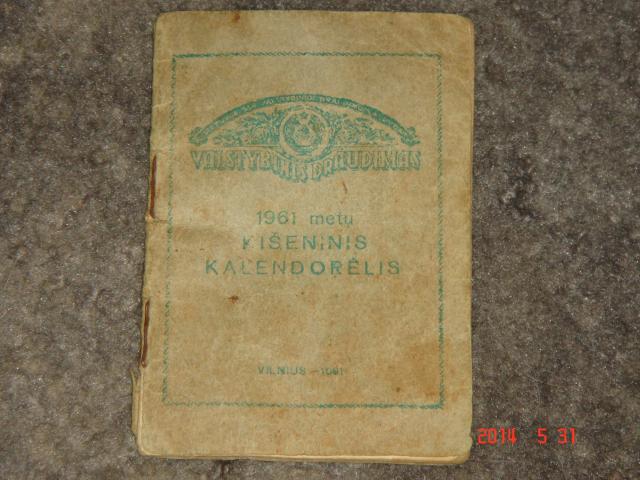 VALSTYBINIS DRAUDIMAS
1961 metų
KIŠENINIS
KALENDORĖLIS
VILNIUS – 1961
2014 5 31